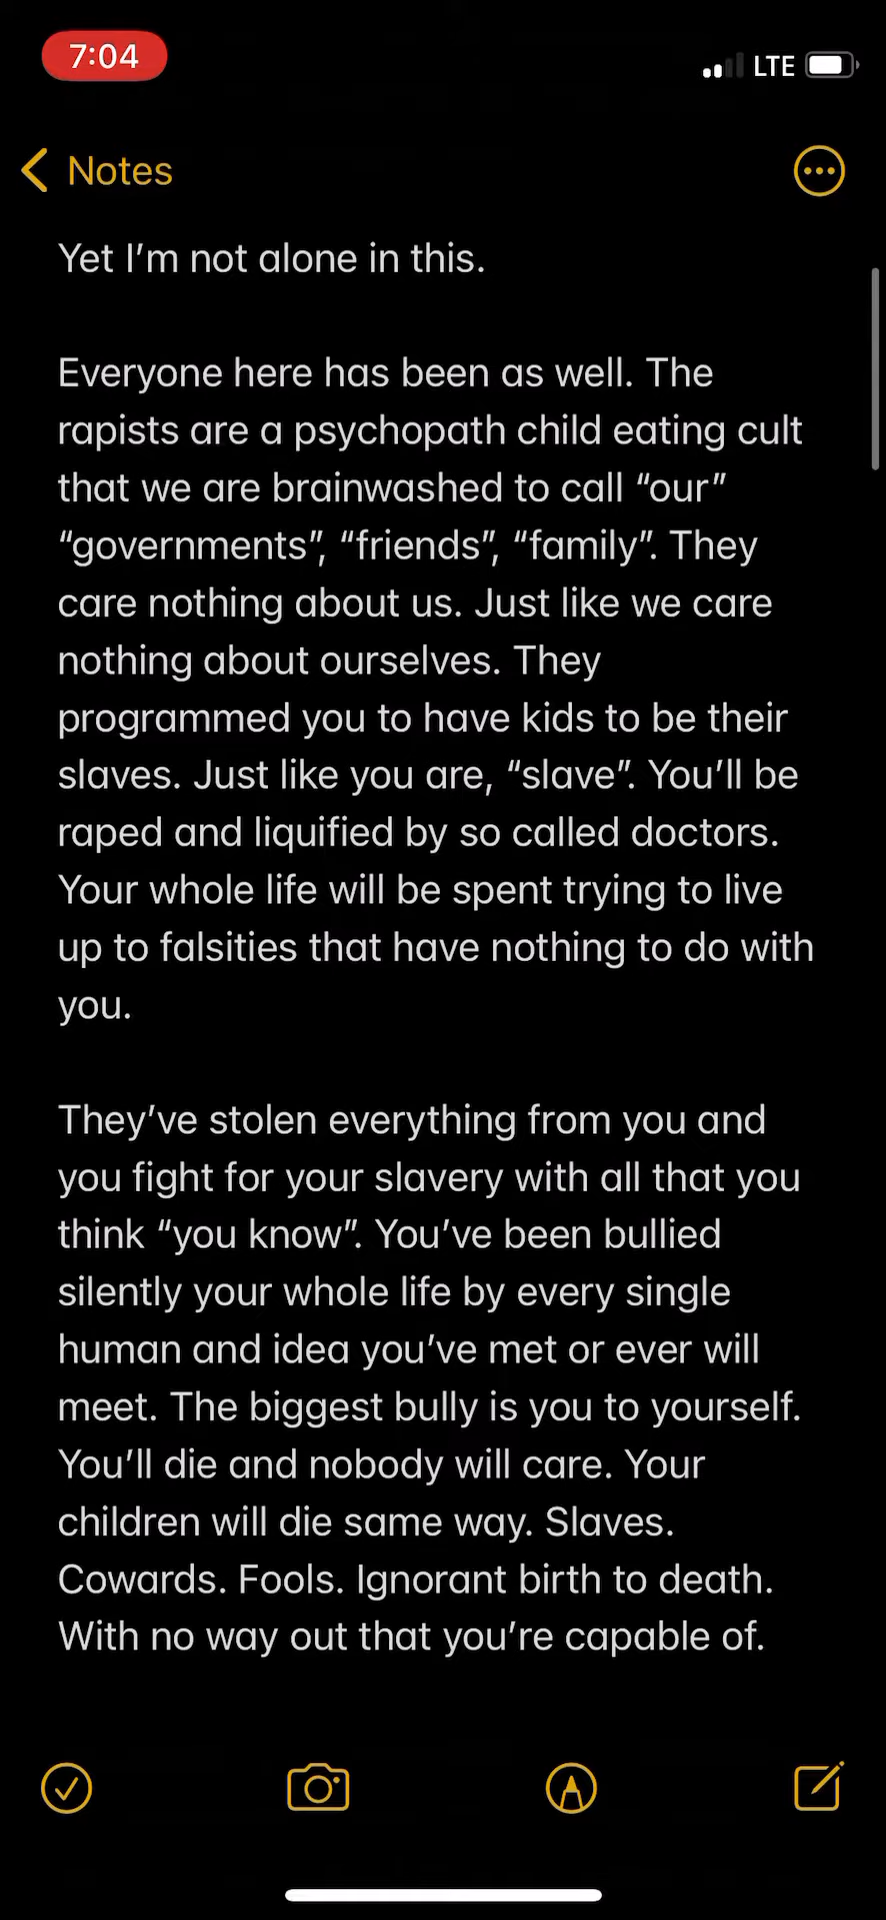 7:04
LTE
Notes
Yet I’m not alone in this.
Everyone here has been as well. The
rapists are a psychopath child eating cult
that we are brainwashed to call “our”
“governments”, “friends”, “family”. They
care nothing about us. Just like we care
nothing about ourselves. They
programmed you to have kids to be their
slaves. Just like you are, “slave”. You’ll be
raped and liquified by so called doctors.
Your whole life will be spent trying to live
up to falsities that have nothing to do with
you.
They’ve stolen everything from you and
you fight for your slavery with all that you
think “you know”. You’ve been bullied
silently your whole life by every single
human and idea you’ve met or ever will
meet. The biggest bully is you to yourself.
You’ll die and nobody will care. Your
children will die same way. Slaves.
Cowards. Fools. Ignorant birth to death.
With no way out that you’re capable of.